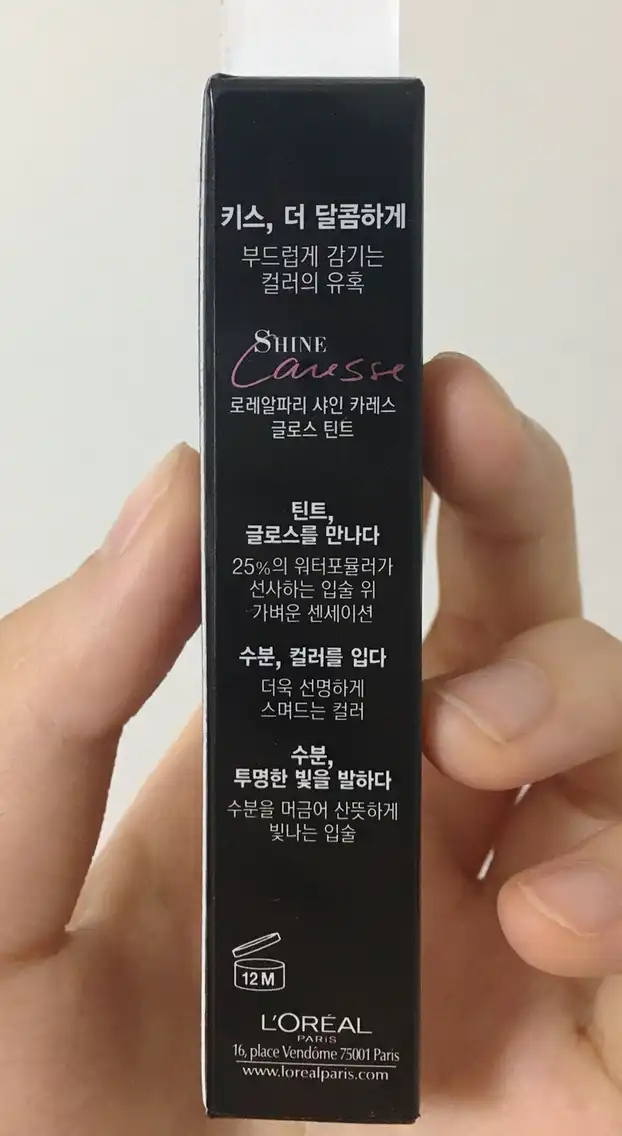 키스, 더 달콤하게
부드럽게 감기는
컬러의 유혹
SHINE
Caresse
로레알파리 샤인 카레스
글로스 틴트
틴트,
글로스를 만나다
25%의 워터포뮬러가
선사하는 입술 위
가벼운 센세이션
수분, 컬러를 입다
더욱 선명하게
스며드는 컬러
수분,
투명한 빛을 발하다
수분을 머금어 산뜻하게
빛나는 입술
12 M
L'ORÉAL
PARIS
16, place Vendôme 75001 Paris
www.lorealparis.com